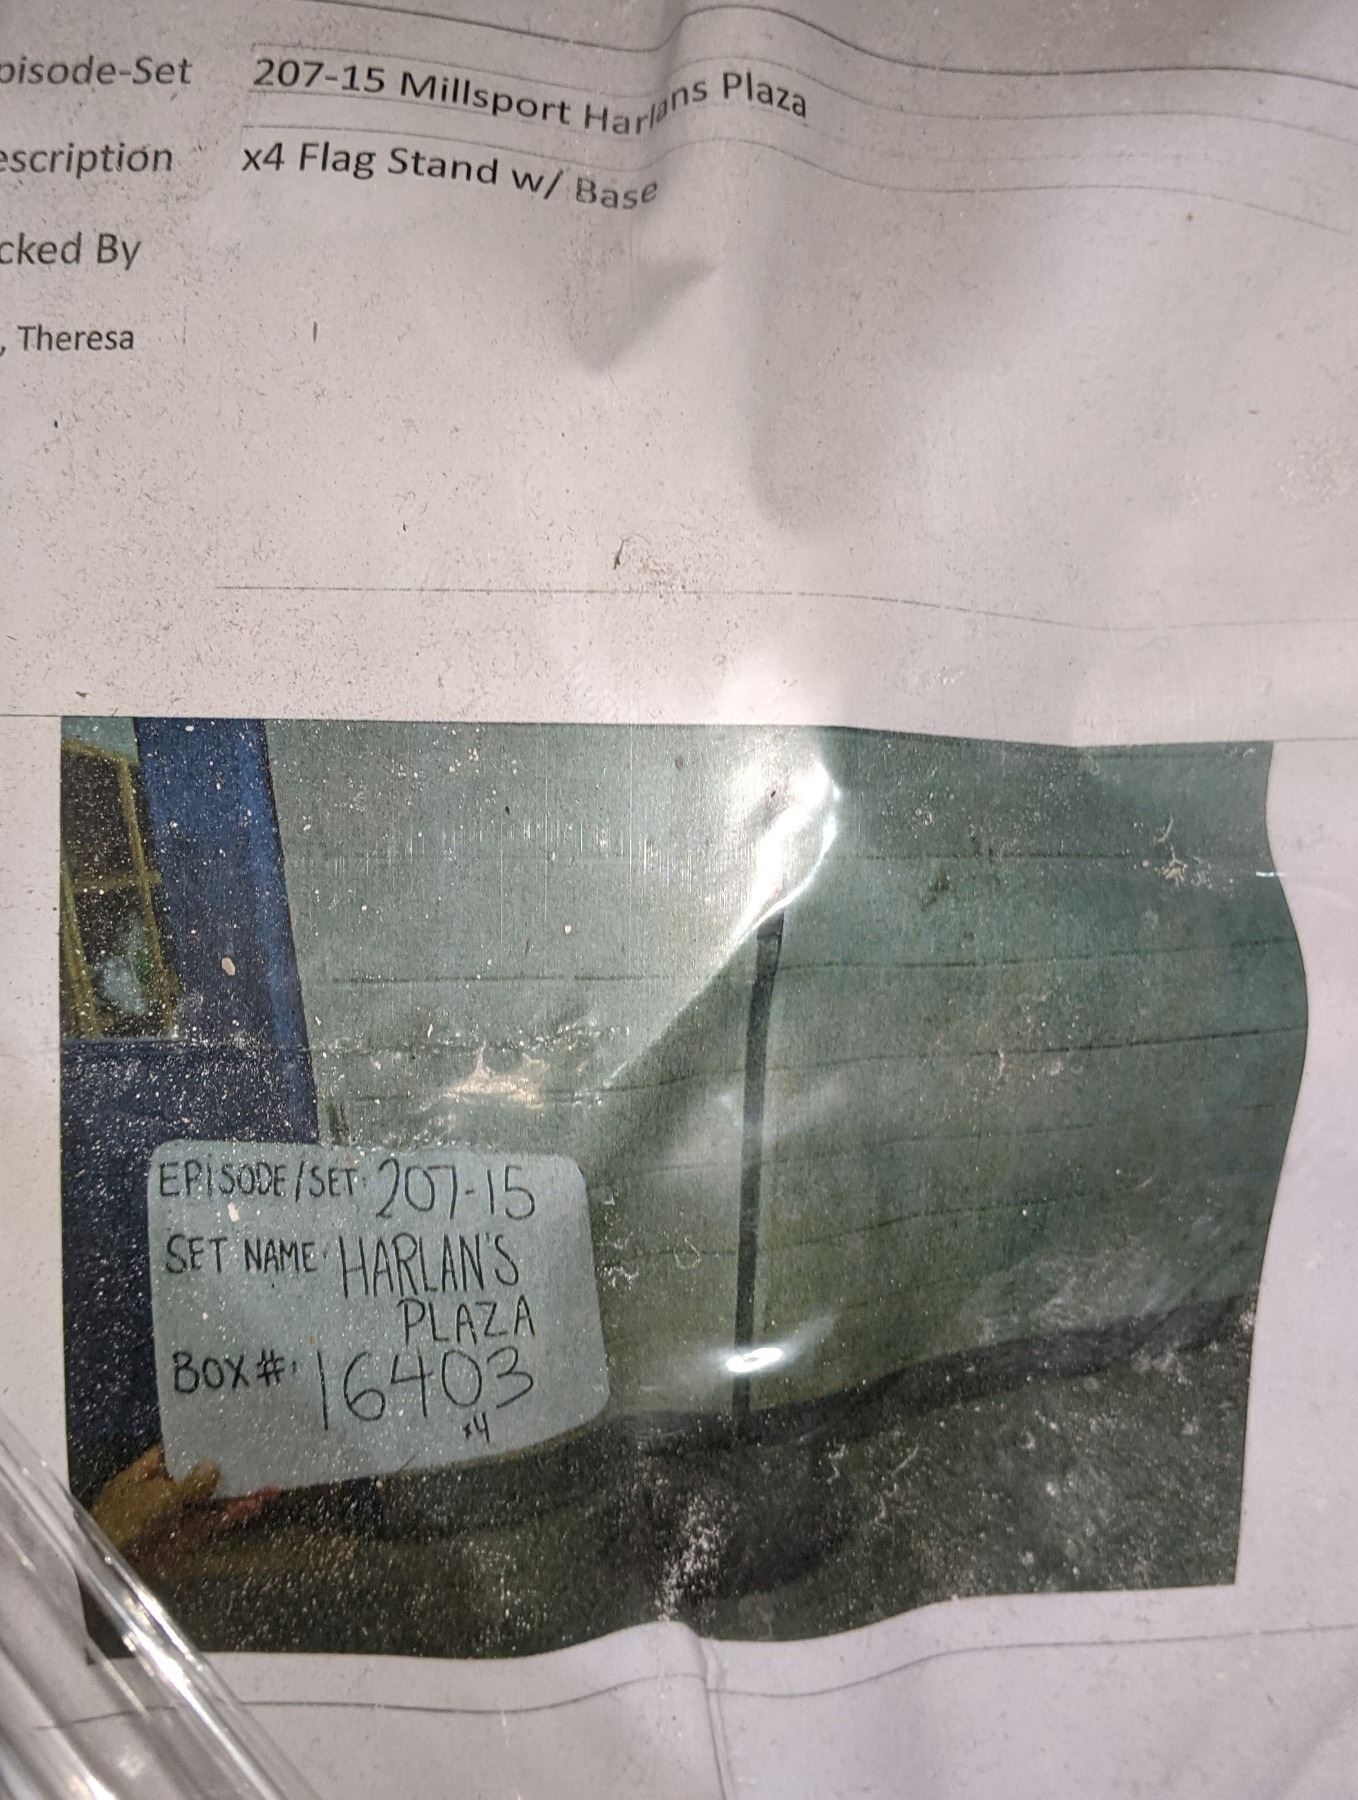 pisode-Set 207-15 Millsport Harlans Plaza
escription x4 Flag Stand w/ Base
cked By
, Theresa
EPISODE/SET: 207-15
SET NAME: HARLAN'S
PLAZA
BOX #: 16403
x4